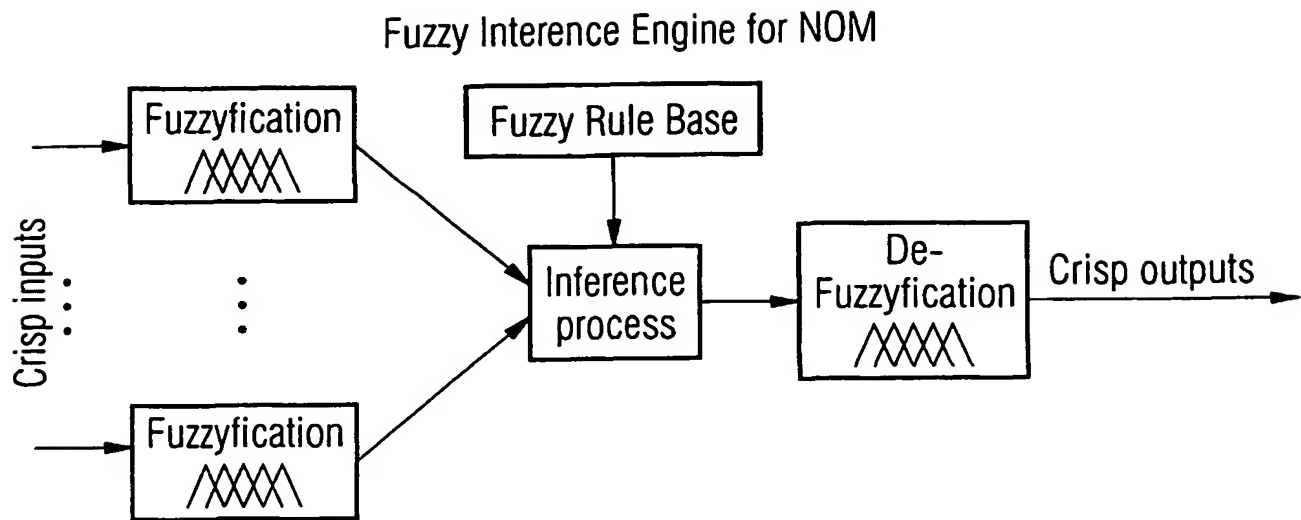 Fuzzy Interence Engine for NOM
Fuzzyfication
Fuzzy Rule Base
Crisp inputs
Inference
process
De-
Fuzzyfication
Crisp outputs
Fuzzyfication